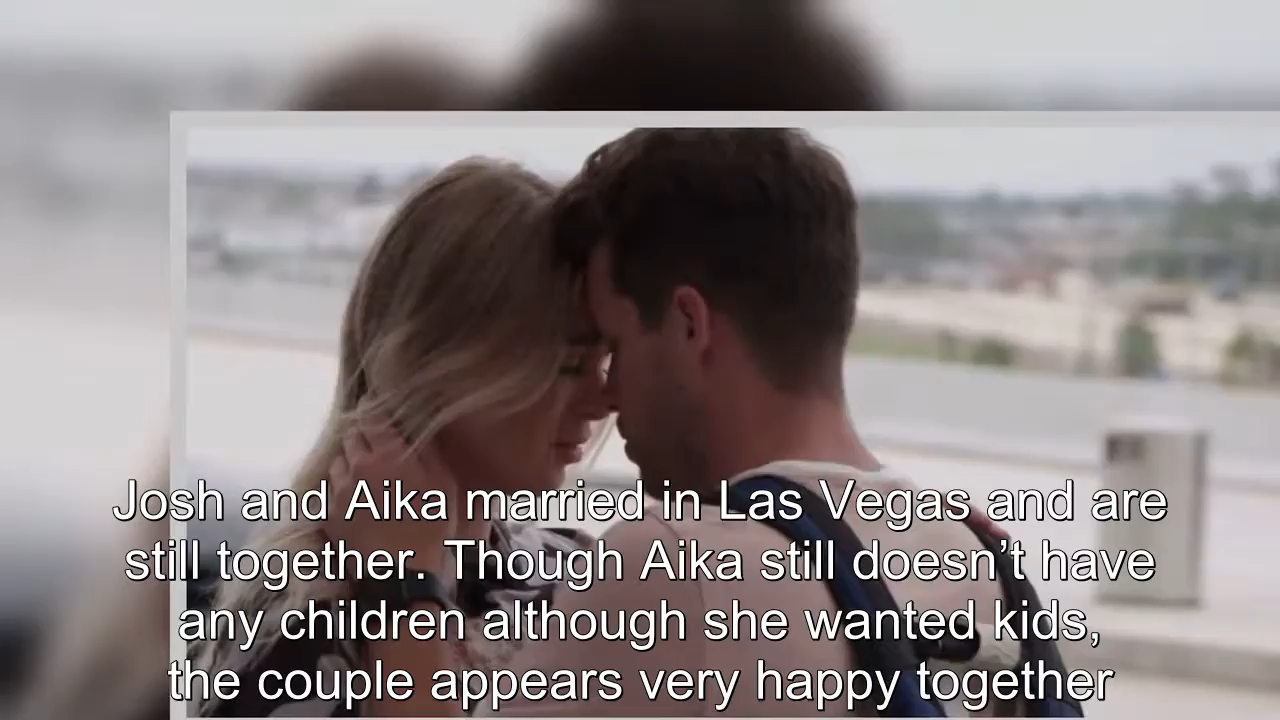 Josh and Aika married in Las Vegas and are
still together. Though Aika still doesn’t have
any children although she wanted kids,
the couple appears very happy together